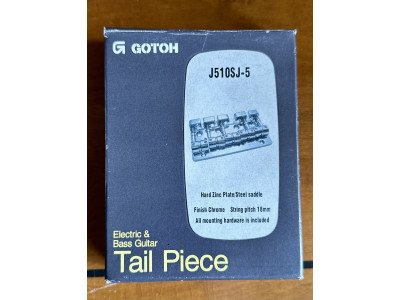 GOTOH
J510SJ-5
Hard Zinc Plate/Steel saddle
Finish Chrome String pitch 18mm
All mounting hardware is included
Electric &
Bass Guitar
Tail Piece